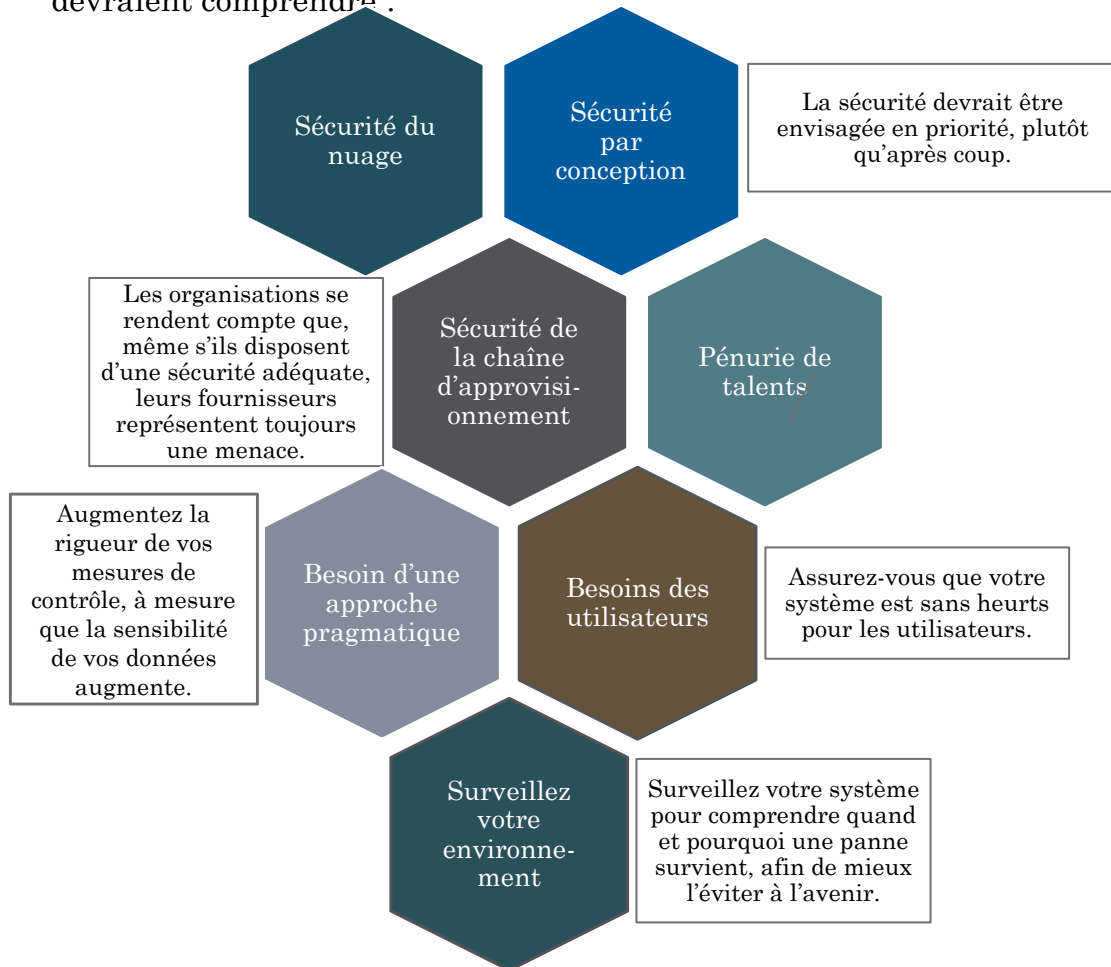 devraient comprendre :
Sécurité du
nuage
Sécurité
par
conception
La sécurité devrait être
envisagée en priorité, plutôt
qu'après coup.
Les organisations se
rendent compte que,
même s'ils disposent
d'une sécurité adéquate,
leurs fournisseurs
représentent toujours
une menace.
Sécurité de
la chaîne
d'approvisi-
onnement
Pénurie de
talents
Augmentez la
rigueur de vos
mesures de
contrôle, à mesure
que la sensibilité
de vos données
augmente.
Besoin d'une
approche
pragmatique
Besoins des
utilisateurs
Assurez-vous que votre
système est sans heurts
pour les utilisateurs.
Surveillez
votre
environne-
ment
Surveillez votre système
pour comprendre quand
et pourquoi une panne
survient, afin de mieux
l'éviter à l'avenir.